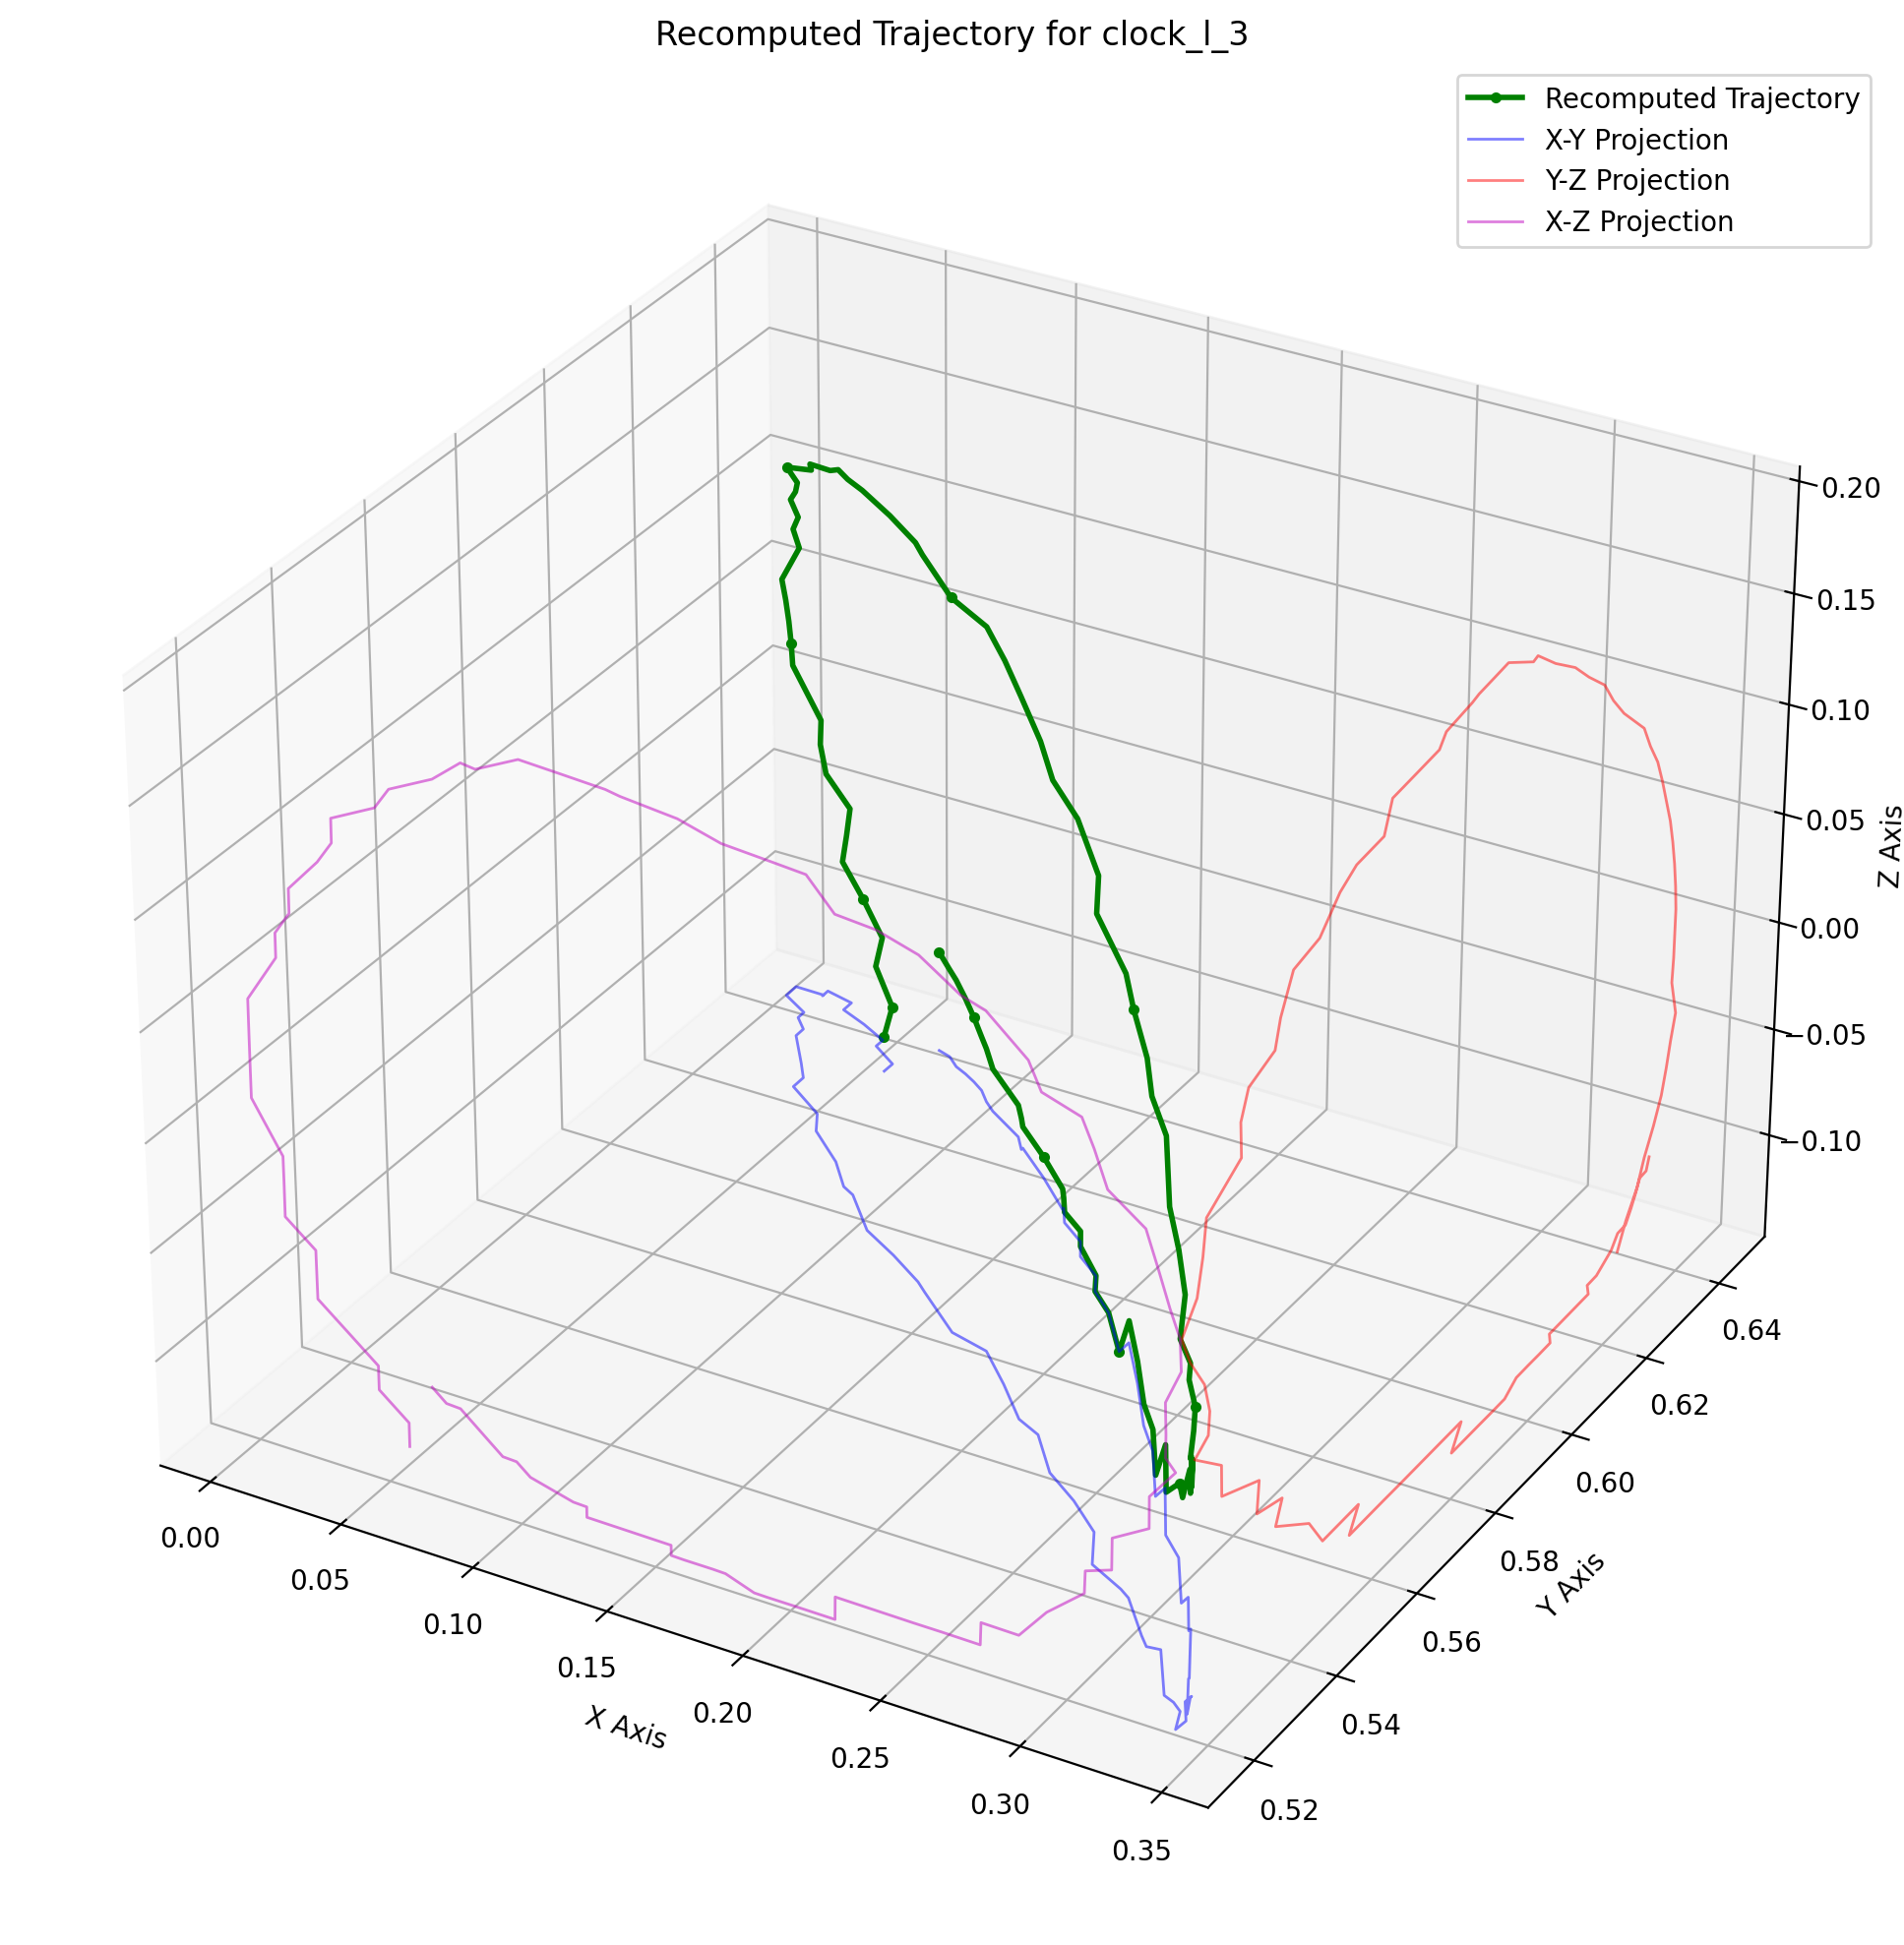 Recomputed Trajectory for clock_l_3
Recomputed Trajectory
X-Y Projection
Y-Z Projection
X-Z Projection
0.20
0.15
0.10
0.05
0.00
−0.05
−0.10
Z Axis
0.64
0.62
0.60
0.58
0.56
0.54
0.52
Y Axis
0.00
0.05
0.10
0.15
0.20
0.25
0.30
0.35
X Axis